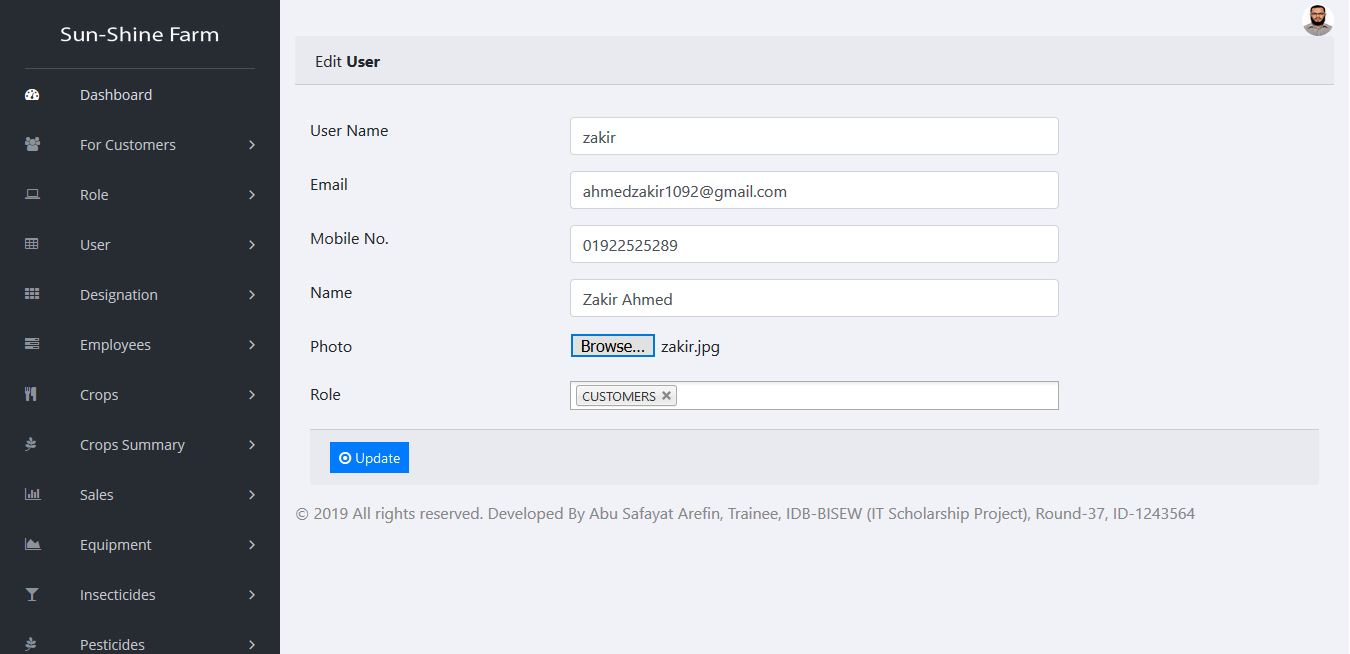 Sun-Shine Farm
Dashboard
For Customers
Role
User
Designation
Employees
Crops
Crops Summary
Sales
Equipment
Insecticides
Pesticides
Edit User
User Name
zakir
Email
ahmedzakir1092@gmail.com
Mobile No.
01922525289
Name
Zakir Ahmed
Photo
Browse... zakir.jpg
Role
CUSTOMERS
Update
© 2019 All rights reserved. Developed By Abu Safayat Arefin, Trainee, IDB-BISEW (IT Scholarship Project), Round-37, ID-1243564